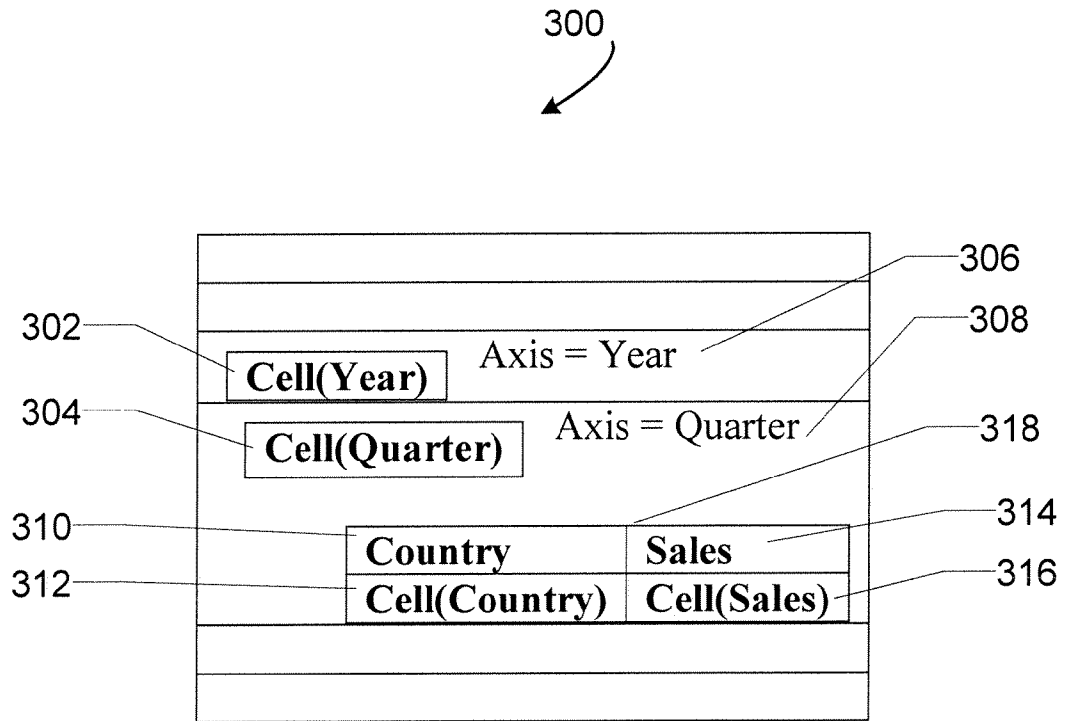 300
306
308
302
Cell(Year) Axis = Year
304
Cell(Quarter) Axis = Quarter
318
310 Country Sales 314
312 Cell(Country) Cell(Sales) 316